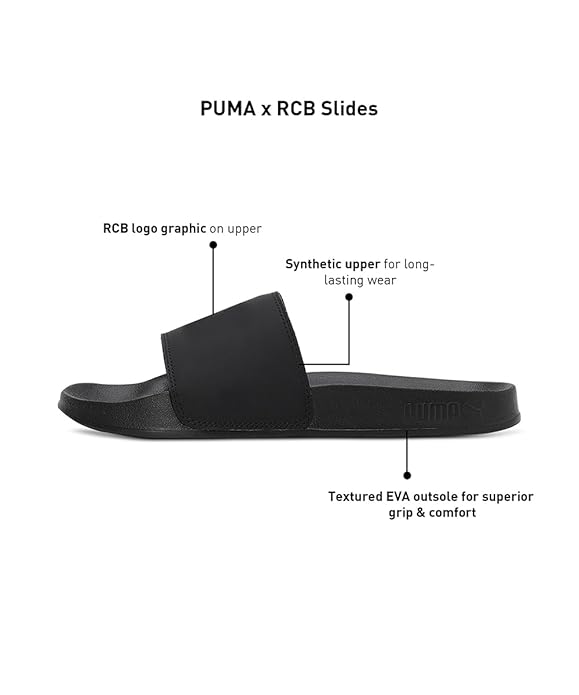 PUMA x RCB Slides
RCB logo graphic on upper
Synthetic upper for long-
lasting wear
PUMA
Textured EVA outsole for superior
grip & comfort